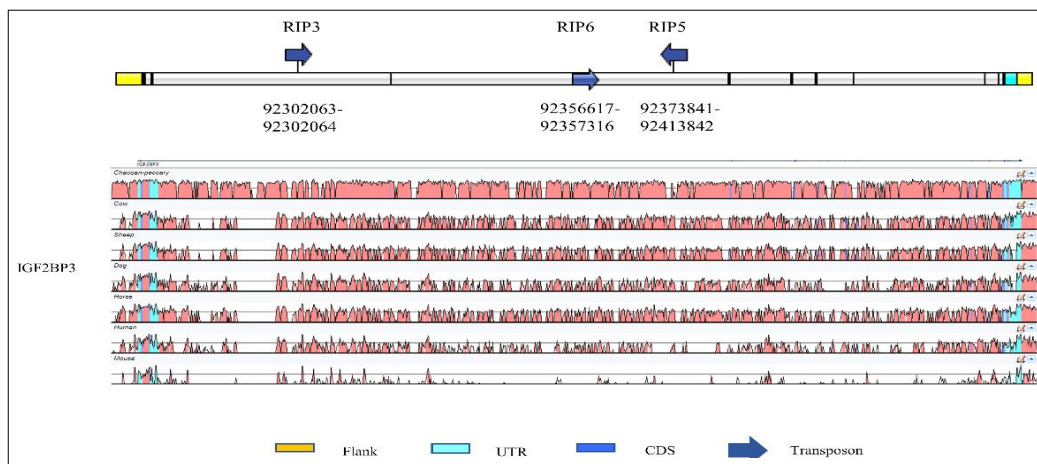 RIP3 RIP6 RIP5
92302063-
92302064
92356617-
92357316
92373841-
92413842
IGF2BP3
Chacoan-peccary
Cow
Sheep
Dog
Horse
Human
Mouse
IGF2BP3
Flank UTR CDS Transposon